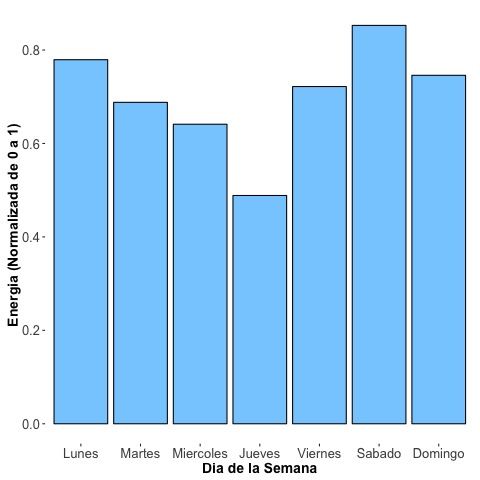 Energia (Normalizada de 0 a 1)
0.8
0.6
0.4
0.2
0.0
Lunes Martes Miercoles Jueves Viernes Sabado Domingo
Dia de la Semana